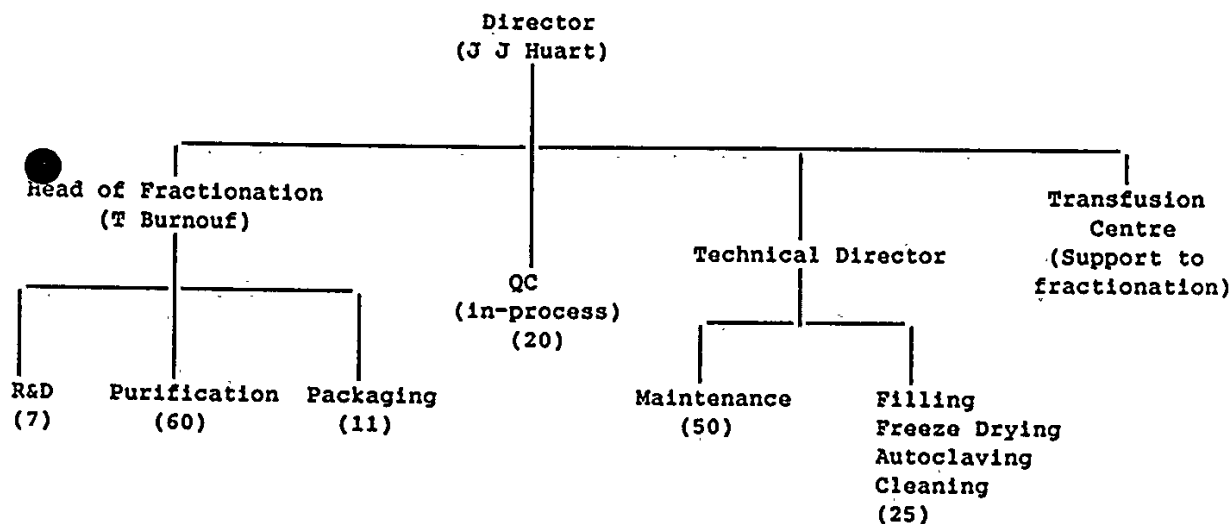 Director
(J J Huart)
Head of Fractionation
(T Burnouf)
Transfusion
Centre
(Support to
fractionation)
Technical Director
QC
(in-process)
(20)
R&D
(7)
Purification
(60)
Packaging
(11)
Maintenance
(50)
Filling
Freeze Drying
Autoclaving
Cleaning
(25)